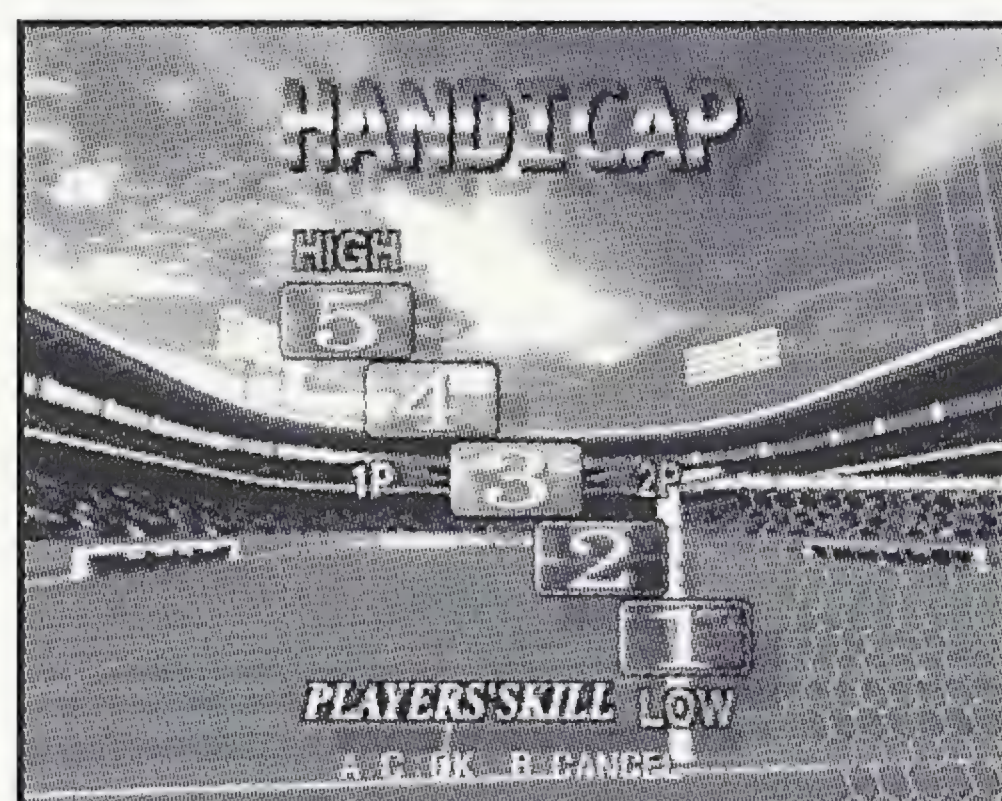 HANDICAP
HIGH
5
4
1P 3 2P
2
1
PLAYERS'SKILL LOW
A.C.OK B.CANCEL